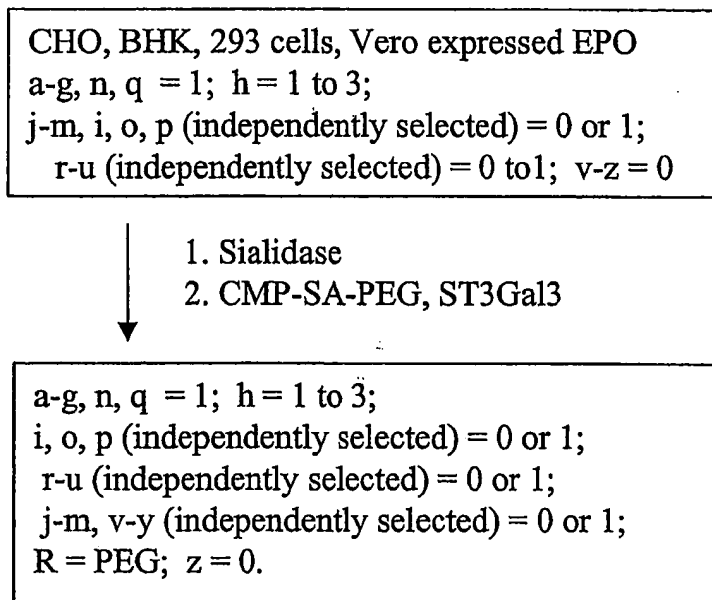 CHO, BHK, 293 cells, Vero expressed EPO
a-g, n, q = 1; h = 1 to 3;
j-m, i, o, p (independently selected) = 0 or 1;
r-u (independently selected) = 0 to1; v-z = 0
1. Sialidase
2. CMP-SA-PEG, ST3Gal3
a-g, n, q = 1; h = 1 to 3;
i, o, p (independently selected) = 0 or 1;
r-u (independently selected) = 0 or 1;
j-m, v-y (independently selected) = 0 or 1;
R = PEG; z = 0.